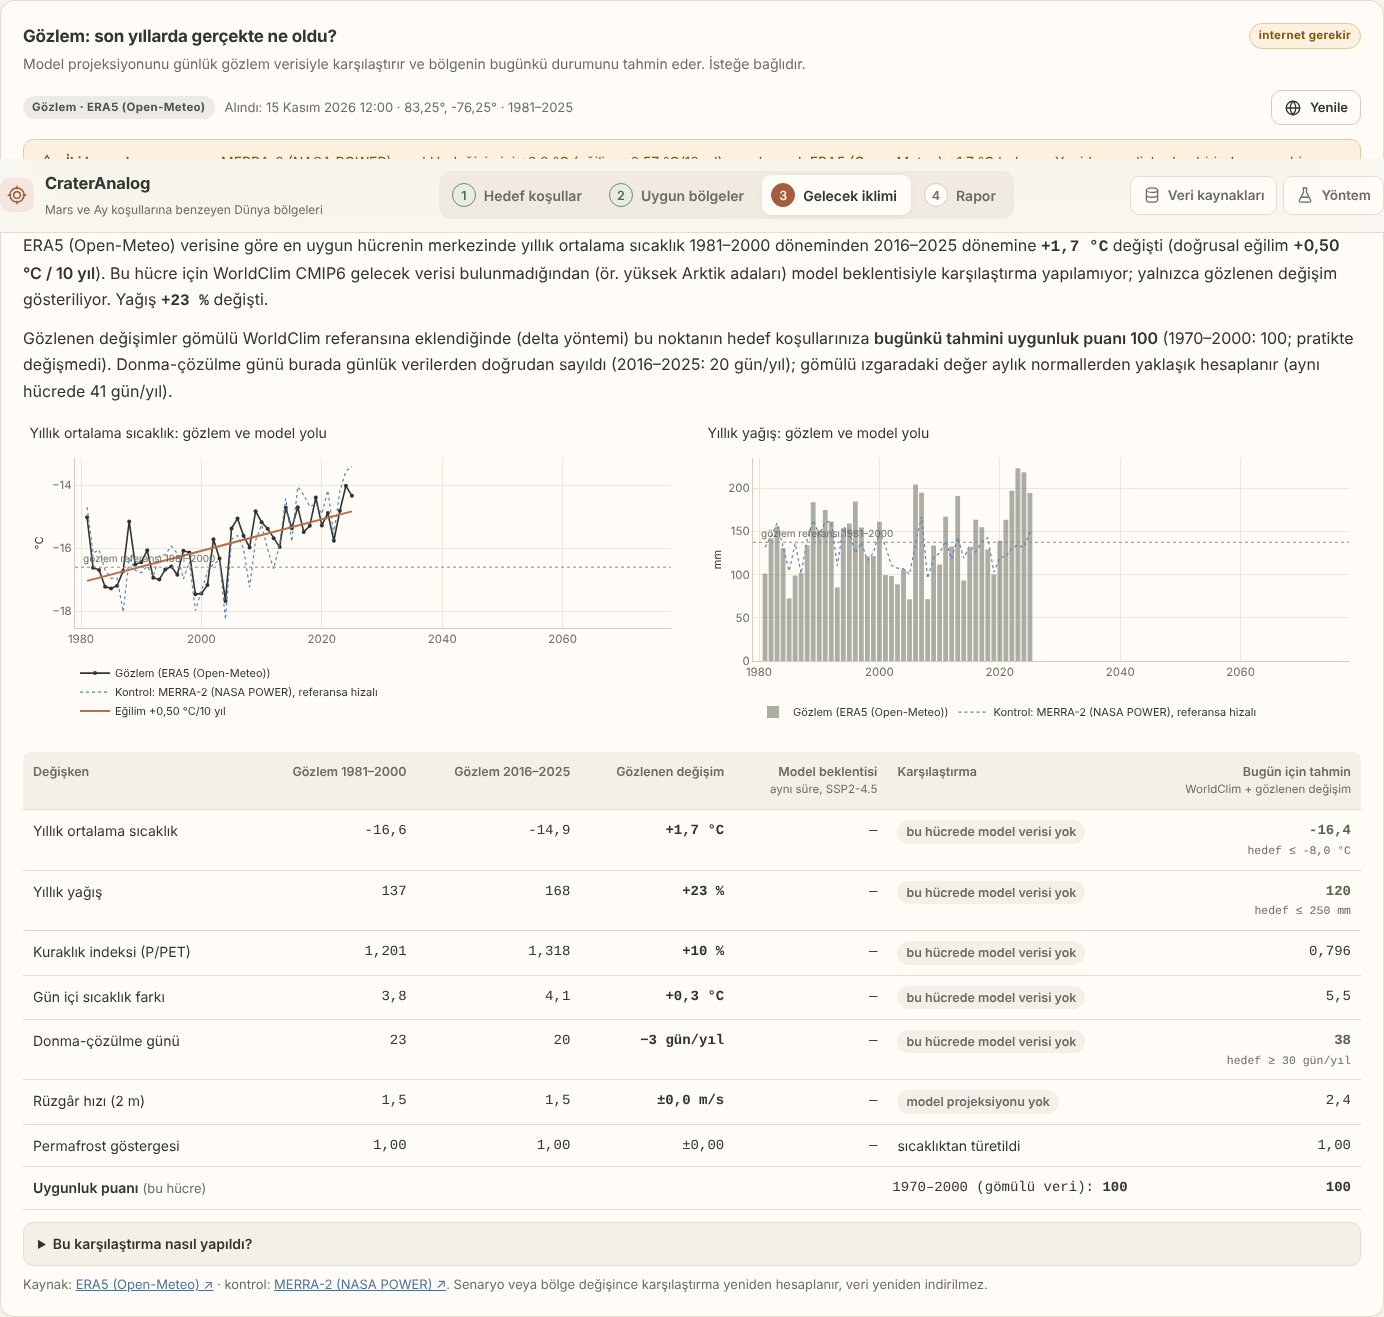 Gözlem: son yıllarda gerçekte ne oldu?
internet gerekir
Model projeksiyonunu günlük gözlem verisiyle karşılaştırır ve bölgenin bugünkü durumunu tahmin eder. İsteğe bağlıdır.
Gözlem · ERA5 (Open-Meteo)
Alındı: 15 Kasım 2026 12:00 · 83,25°, -76,25° · 1981–2025
Yenile
CraterAnalog
Mars ve Ay koşullarına benzeyen Dünya bölgeleri
1 Hedef koşullar
2 Uygun bölgeler
3 Gelecek iklimi
4 Rapor
Veri kaynakları
Yöntem
ERA5 (Open-Meteo) verisine göre en uygun hücrenin merkezinde yıllık ortalama sıcaklık 1981–2000 döneminden 2016–2025 dönemine +1,7 °C değişti (doğrusal eğilim +0,50
°C / 10 yıl). Bu hücre için WorldClim CMIP6 gelecek verisi bulunmadığından (ör. yüksek Arktik adaları) model beklentisiyle karşılaştırma yapılamıyor; yalnızca gözlenen değişim
gösteriliyor. Yağış +23 % değişti.
Gözlenen değişimler gömülü WorldClim referansına eklendiğinde (delta yöntemi) bu noktanın hedef koşullarınıza bugünkü tahmini uygunluk puanı 100 (1970–2000: 100; pratikte
değişmedi). Donma-çözülme günü burada günlük verilerden doğrudan sayıldı (2016–2025: 20 gün/yıl); gömülü ızgaradaki değer aylık normallerden yaklaşık hesaplanır (aynı
hücrede 41 gün/yıl).
Yıllık ortalama sıcaklık: gözlem ve model yolu
°C
−14
−16
−18
gözlem referansı 1981–2000
1980 2000 2020 2040 2060
Gözlem (ERA5 (Open-Meteo))
Kontrol: MERRA-2 (NASA POWER), referansa hizalı
Eğilim +0,50 °C/10 yıl
Yıllık yağış: gözlem ve model yolu
mm
200
150
100
50
0
gözlem referansı 1981–2000
1980 2000 2020 2040 2060
Gözlem (ERA5 (Open-Meteo)) Kontrol: MERRA-2 (NASA POWER), referansa hizalı
Değişken Gözlem 1981–2000 Gözlem 2016–2025 Gözlenen değişim Model beklentisi Karşılaştırma Bugün için tahmin
aynı süre, SSP2-4.5 WorldClim + gözlenen değişim
Yıllık ortalama sıcaklık -16,6 -14,9 +1,7 °C — bu hücrede model verisi yok -16,4
hedef ≤ -8,0 °C
Yıllık yağış 137 168 +23 % — bu hücrede model verisi yok 120
hedef ≤ 250 mm
Kuraklık indeksi (P/PET) 1,201 1,318 +10 % — bu hücrede model verisi yok 0,796
Gün içi sıcaklık farkı 3,8 4,1 +0,3 °C — bu hücrede model verisi yok 5,5
Donma-çözülme günü 23 20 −3 gün/yıl — bu hücrede model verisi yok 38
hedef ≥ 30 gün/yıl
Rüzgâr hızı (2 m) 1,5 1,5 ±0,0 m/s — model projeksiyonu yok 2,4
Permafrost göstergesi 1,00 1,00 ±0,00 — sıcaklıktan türetildi 1,00
Uygunluk puanı (bu hücre) 1970–2000 (gömülü veri): 100 100
▶ Bu karşılaştırma nasıl yapıldı?
Kaynak: ERA5 (Open-Meteo) ↗ · kontrol: MERRA-2 (NASA POWER) ↗. Senaryo veya bölge değişince karşılaştırma yeniden hesaplanır, veri yeniden indirilmez.